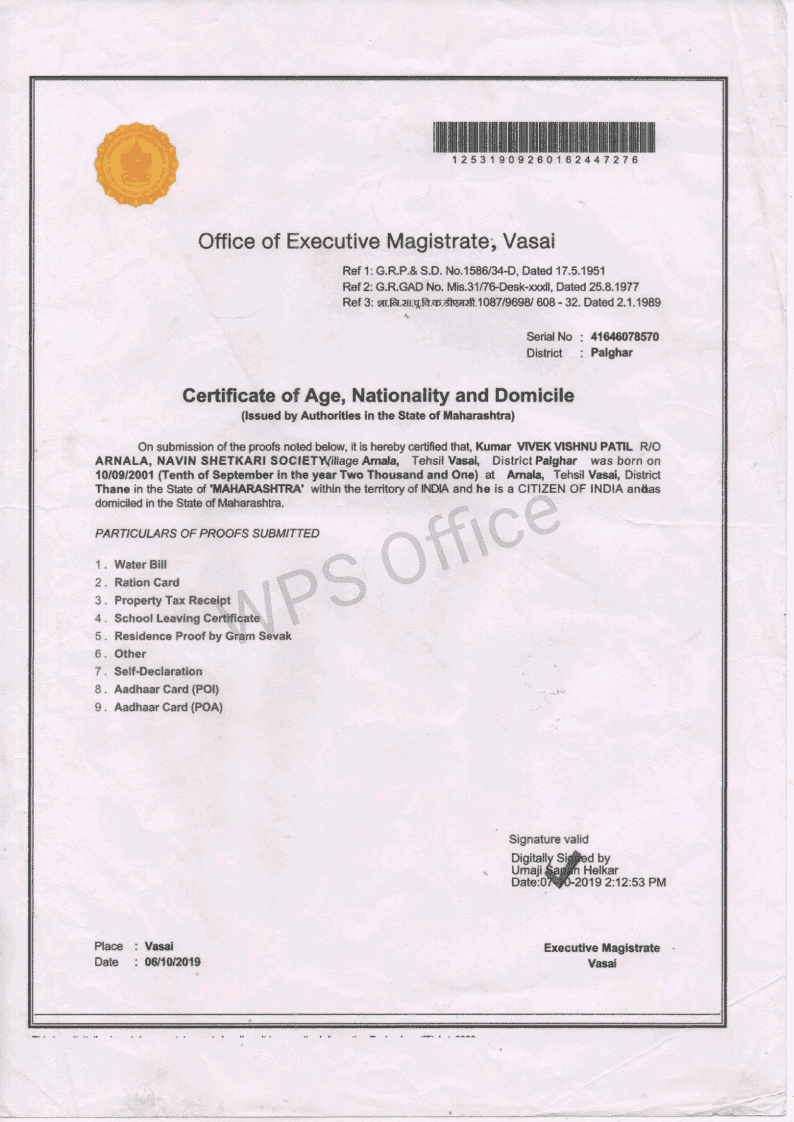 12531909260162447276
Office of Executive Magistrate, Vasai
Ref 1: G.R.P.& S.D. No.1586/34-D, Dated 17.5.1951
Ref 2: G.R.GAD No. Mis.31/76-Desk-xxxII, Dated 25.8.1977
Ref 3: शा.नि.सा.पू.वि.क्र.डीएमसी.1087/9698/ 608 - 32. Dated 2.1.1989
Serial No : 41646078570
District : Palghar
Certificate of Age, Nationality and Domicile
(Issued by Authorities in the State of Maharashtra)
On submission of the proofs noted below, it is hereby certified that, Kumar VIVEK VISHNU PATIL R/O
ARNALA, NAVIN SHETKARI SOCIETY Village Arnala, Tehsil Vasai, District Palghar was born on
10/09/2001 (Tenth of September in the year Two Thousand and One) at Arnala, Tehsil Vasai, District
Thane in the State of 'MAHARASHTRA' within the territory of INDIA and he is a CITIZEN OF INDIA and has
domiciled in the State of Maharashtra.
PARTICULARS OF PROOFS SUBMITTED
1 . Water Bill
2 . Ration Card
3 . Property Tax Receipt
4 . School Leaving Certificate
5 . Residence Proof by Gram Sevak
6 . Other
7 . Self-Declaration
8 . Aadhaar Card (POI)
9 . Aadhaar Card (POA)
WPS Office
Signature valid
Digitally Signed by
Umaji Helkar
Date:07-10-2019 2:12:53 PM
Place : Vasai
Date : 06/10/2019
Executive Magistrate
Vasai